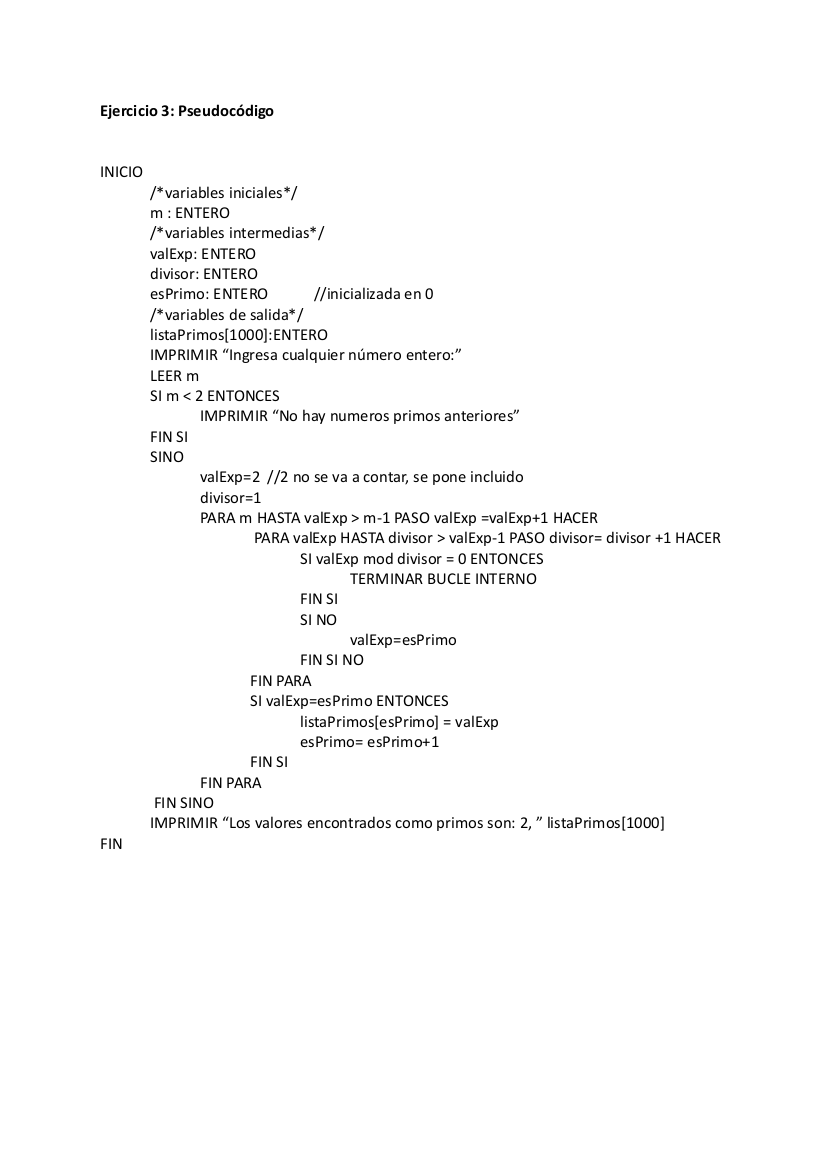 Ejercicio 3: Pseudocódigo
INICIO
/*variables iniciales*/
m : ENTERO
/*variables intermedias*/
valExp: ENTERO
divisor: ENTERO
esPrimo: ENTERO //inicializada en 0
/*variables de salida*/
listaPrimos[1000]:ENTERO
IMPRIMIR “Ingresa cualquier número entero:”
LEER m
SI m < 2 ENTONCES
IMPRIMIR “No hay numeros primos anteriores”
FIN SI
SINO
valExp=2 //2 no se va a contar, se pone incluido
divisor=1
PARA m HASTA valExp > m-1 PASO valExp =valExp+1 HACER
PARA valExp HASTA divisor > valExp-1 PASO divisor= divisor +1 HACER
SI valExp mod divisor = 0 ENTONCES
TERMINAR BUCLE INTERNO
FIN SI
SI NO
valExp=esPrimo
FIN SI NO
FIN PARA
SI valExp=esPrimo ENTONCES
listaPrimos[esPrimo] = valExp
esPrimo= esPrimo+1
FIN SI
FIN PARA
FIN SINO
IMPRIMIR “Los valores encontrados como primos son: 2, ” listaPrimos[1000]
FIN